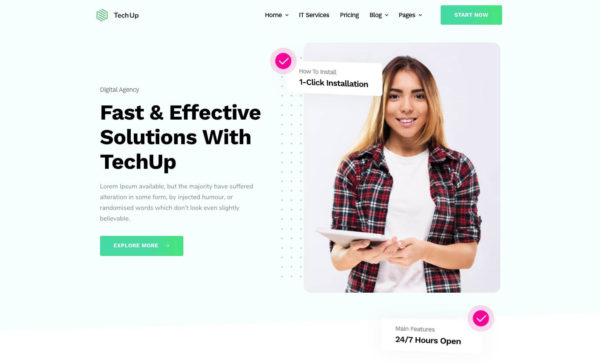 TechUp
Home
IT Services
Pricing
Blog
Pages
START NOW
How To Install
1-Click Installation
Digital Agency
Fast & Effective
Solutions With
TechUp
Lorem Ipsum available, but the majority have suffered
alteration in some form, by injected humour, or
randomised words which don't look even slightly
believable.
EXPLORE MORE
Main Features
24/7 Hours Open